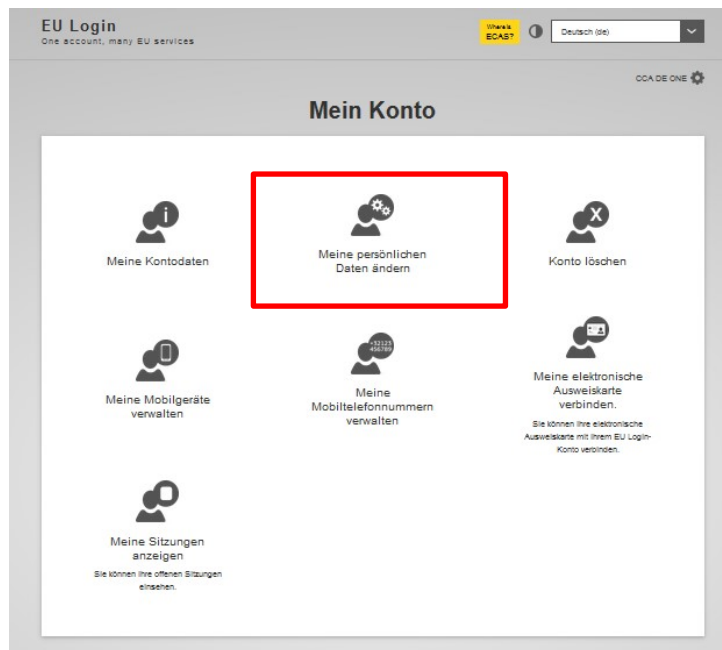 EU Login
One account, many EU services
Where is
ECAS?
Deutsch (de)
CCA DE ONE
Mein Konto
i
Meine Kontodaten
Meine persönlichen
Daten ändern
X
Konto löschen
Meine Mobilgeräte
verwalten
+32123
456789
Meine
Mobiltelefonnummern
verwalten
Meine elektronische
Ausweiskarte
verbinden.
Sie können Ihre elektronische
Ausweiskarte mit Ihrem EU Login-
Konto verbinden.
Meine Sitzungen
anzeigen
Sie können Ihre offenen Sitzungen
einsehen.